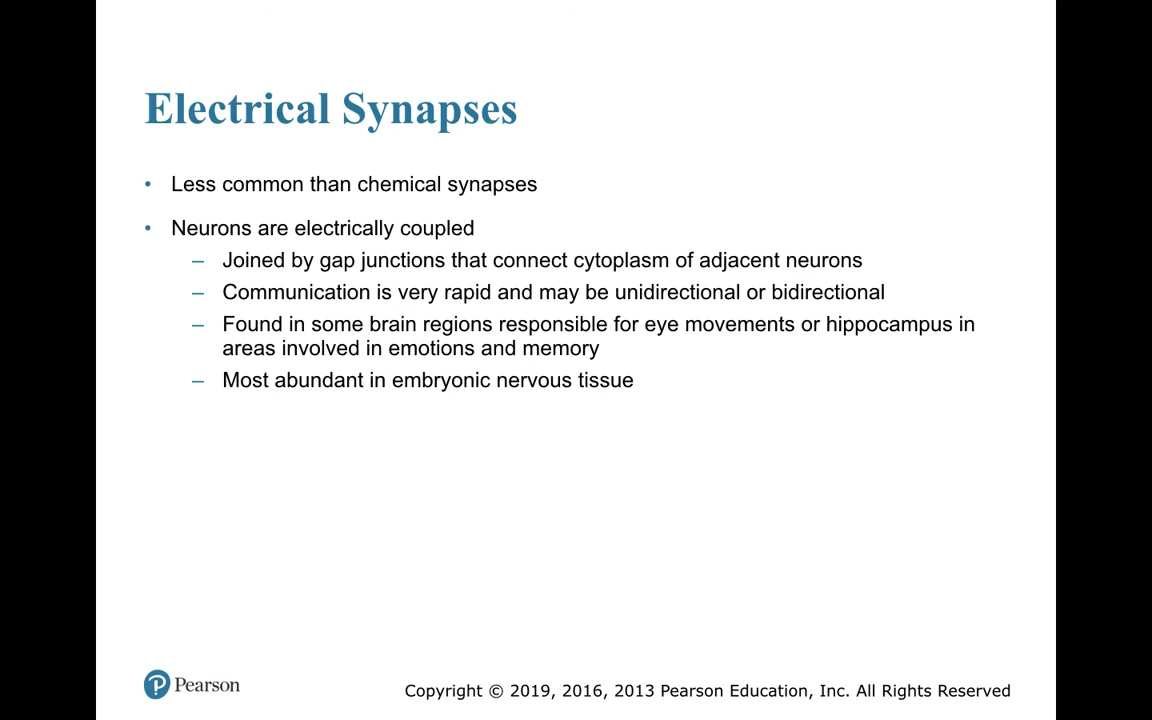 Electrical Synapses
• Less common than chemical synapses
• Neurons are electrically coupled
– Joined by gap junctions that connect cytoplasm of adjacent neurons
– Communication is very rapid and may be unidirectional or bidirectional
– Found in some brain regions responsible for eye movements or hippocampus in
areas involved in emotions and memory
– Most abundant in embryonic nervous tissue
Pearson
Copyright © 2019, 2016, 2013 Pearson Education, Inc. All Rights Reserved